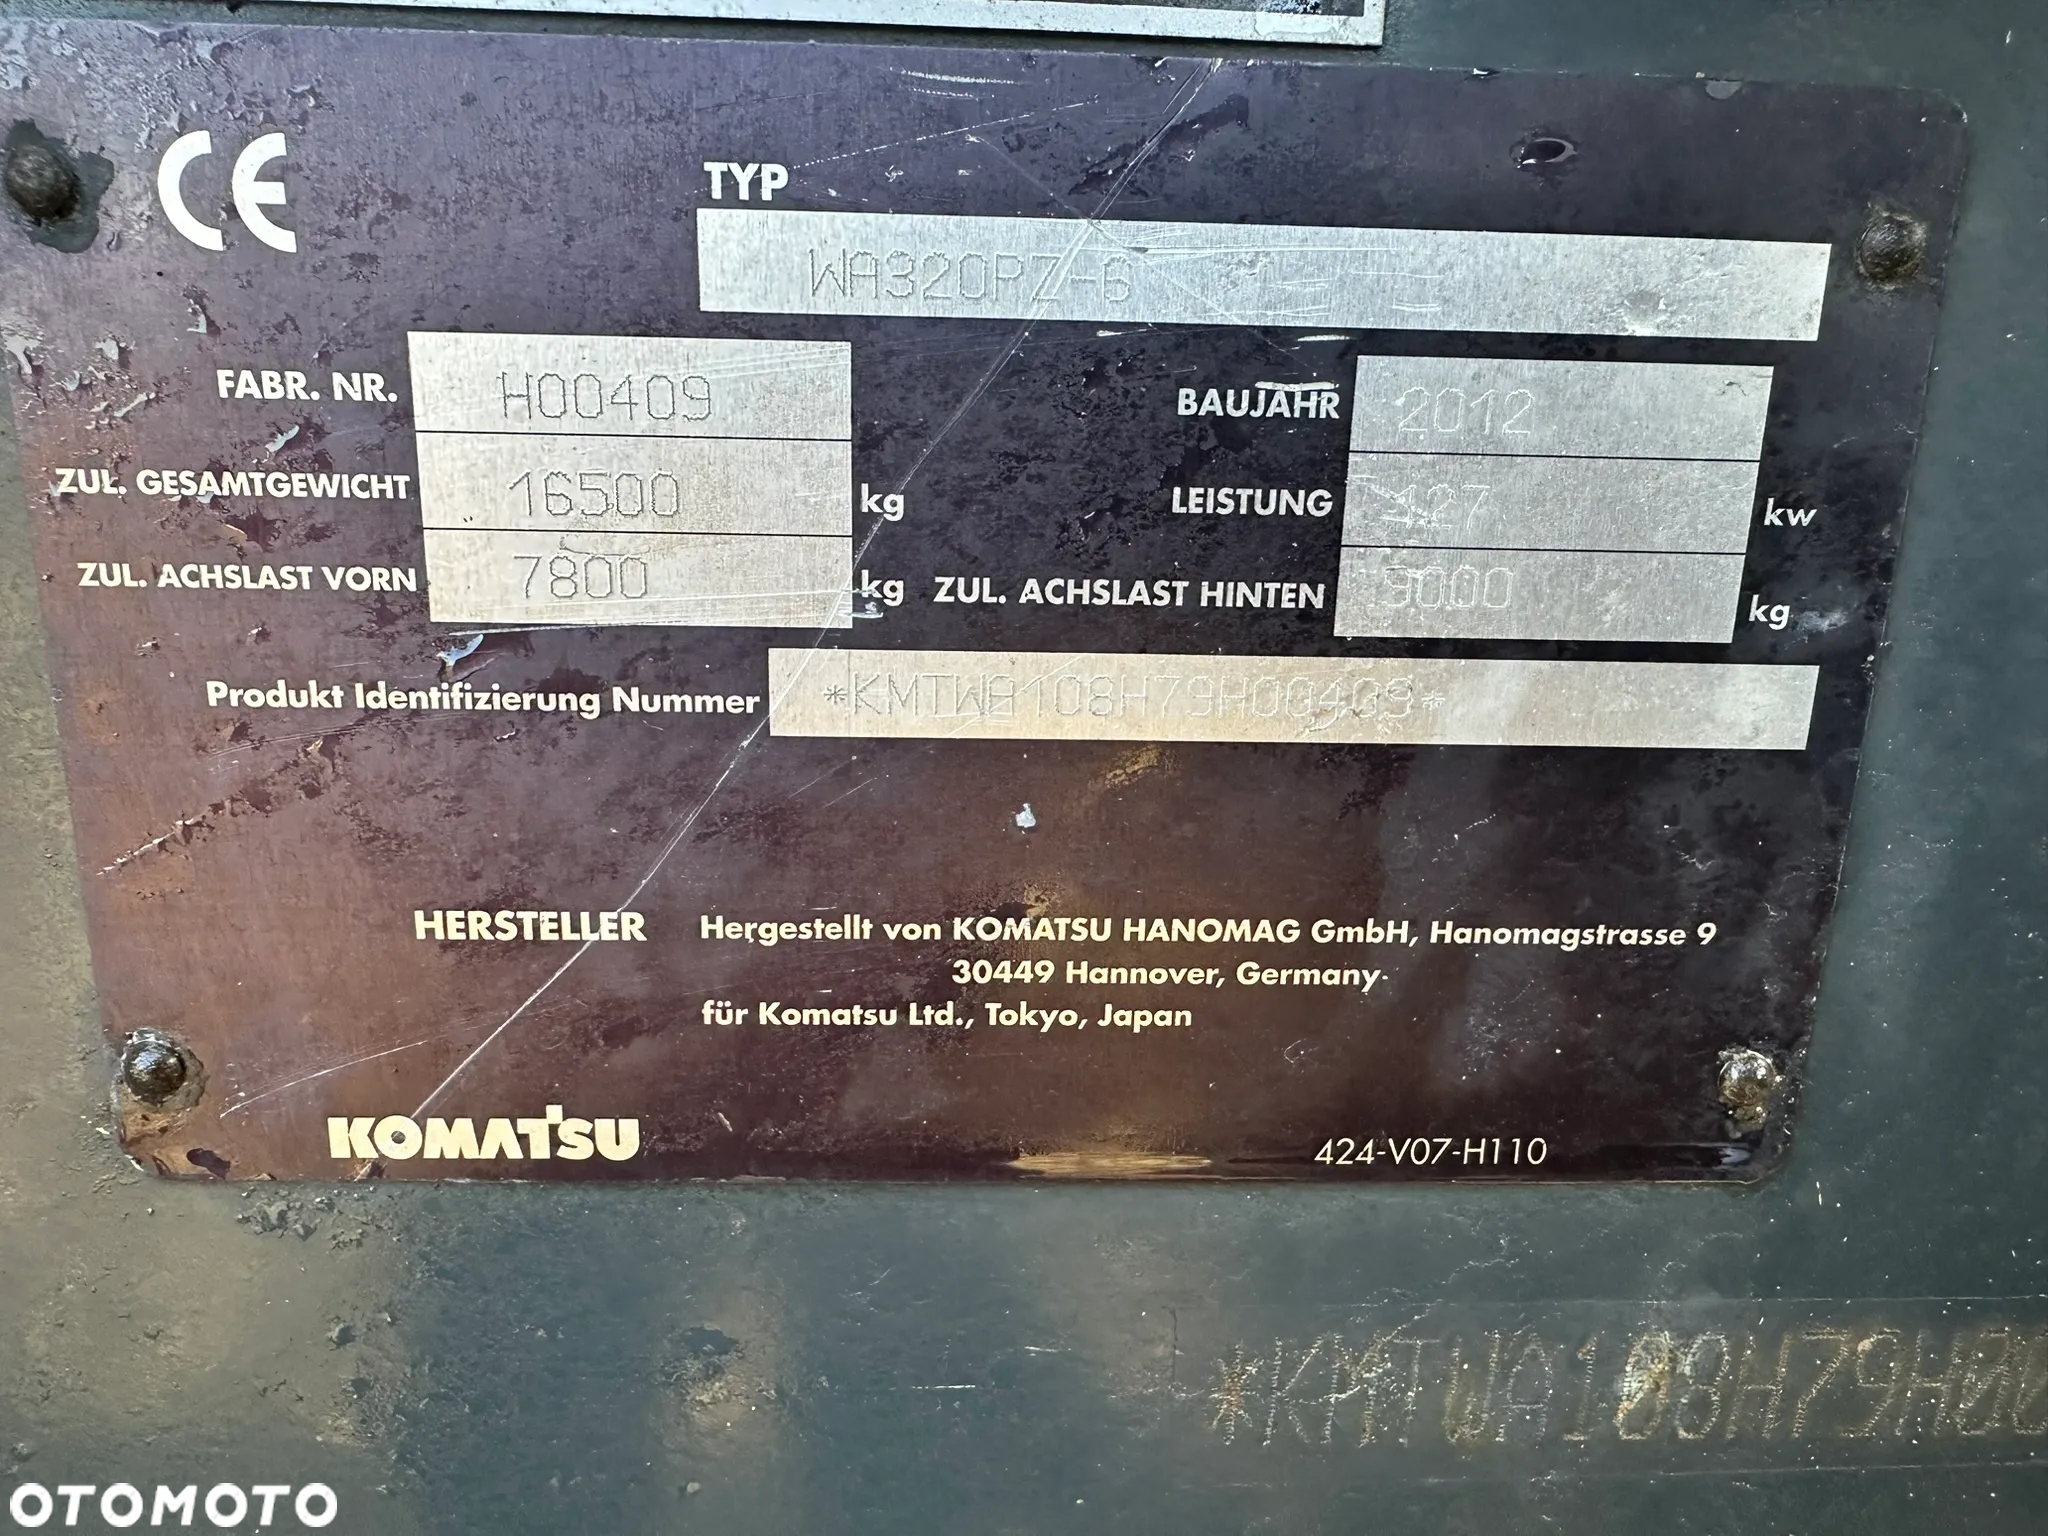 CE
TYP
WA320PZ-6
FABR. NR. H00409
BAUJAHR 2012
ZUL. GESAMTGEWICHT 16500 kg
LEISTUNG 127 kw
ZUL. ACHSLAST VORN 7800 kg
ZUL. ACHSLAST HINTEN 9000 kg
Produkt Identifizierung Nummer *KMTWA108H79H00409*
HERSTELLER Hergestellt von KOMATSU HANOMAG GmbH, Hanomagstrasse 9
30449 Hannover, Germany
für Komatsu Ltd., Tokyo, Japan
KOMATSU
424-V07-H110
*KMTWA108H79H00
OTOMOTO